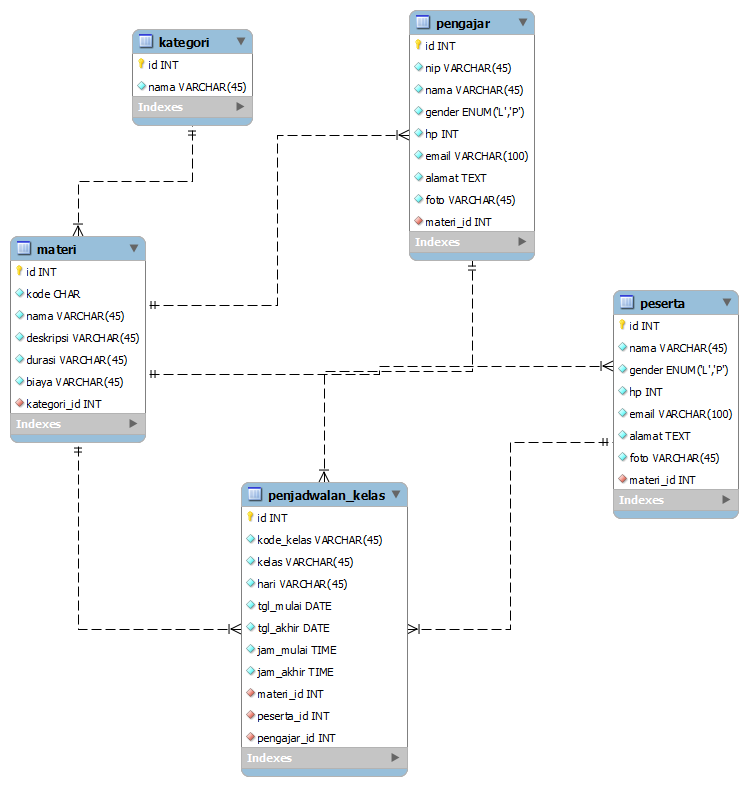 kategori
id INT
nama VARCHAR(45)
Indexes
pengajar
id INT
nip VARCHAR(45)
nama VARCHAR(45)
gender ENUM('L','P')
hp INT
email VARCHAR(100)
alamat TEXT
foto VARCHAR(45)
materi_id INT
Indexes
materi
id INT
kode CHAR
nama VARCHAR(45)
deskripsi VARCHAR(45)
durasi VARCHAR(45)
biaya VARCHAR(45)
kategori_id INT
Indexes
peserta
id INT
nama VARCHAR(45)
gender ENUM('L','P')
hp INT
email VARCHAR(100)
alamat TEXT
foto VARCHAR(45)
materi_id INT
Indexes
penjadwalan_kelas
id INT
kode_kelas VARCHAR(45)
kelas VARCHAR(45)
hari VARCHAR(45)
tgl_mulai DATE
tgl_akhir DATE
jam_mulai TIME
jam_akhir TIME
materi_id INT
peserta_id INT
pengajar_id INT
Indexes